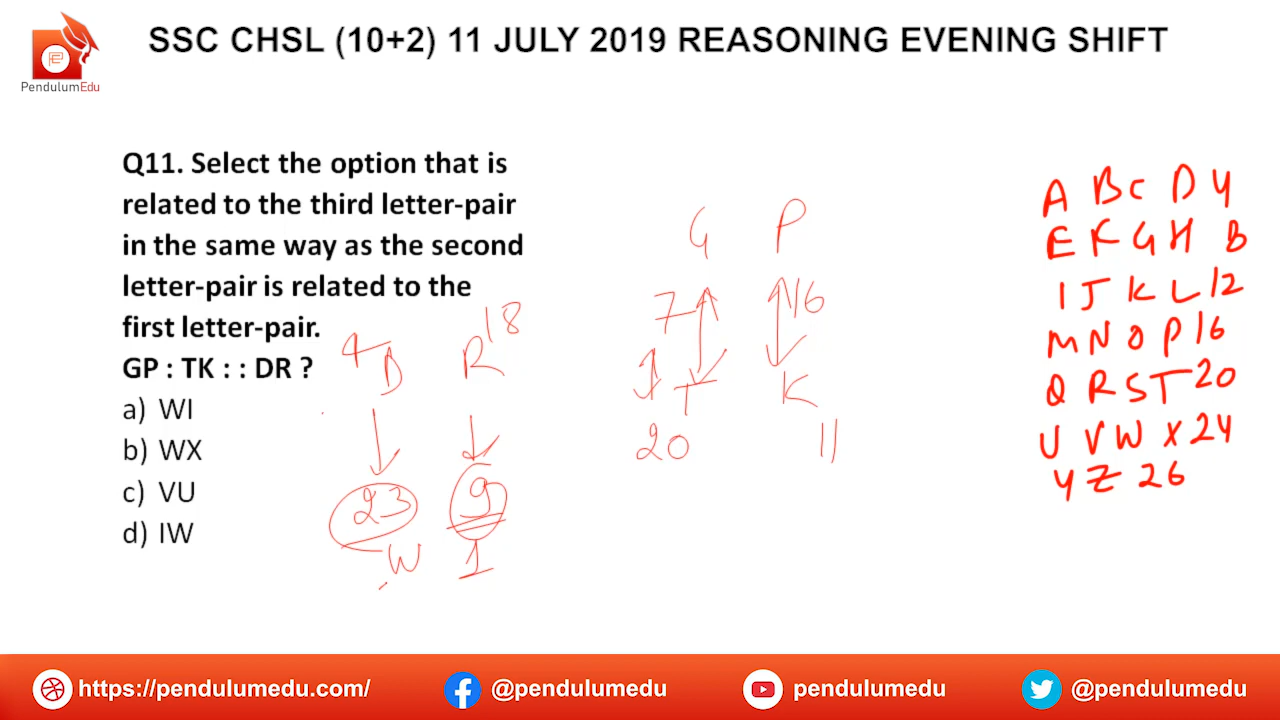 SSC CHSL (10+2) 11 JULY 2019 REASONING EVENING SHIFT
PendulumEdu
Q11. Select the option that is
related to the third letter-pair
in the same way as the second
letter-pair is related to the
first letter-pair.
GP : TK : : DR ?
a) WI
b) WX
c) VU
d) IW
4 D R 18
23 9
W I
G P
7 16
T K
20 11
A B C D 4
E F G H 8
I J K L 12
M N O P 16
Q R S T 20
U V W X 24
Y Z 26
https://pendulumedu.com/
@pendulumedu
pendulumedu
@pendulumedu